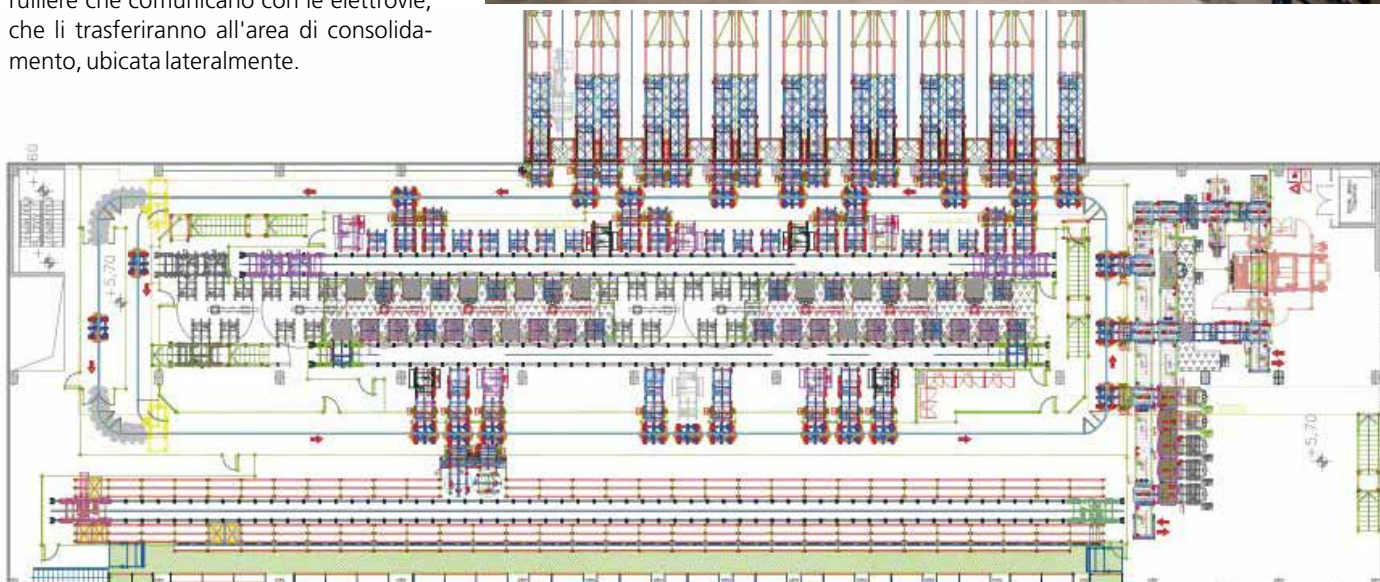 rulliere che comunicano con le elettrovie,
che li trasferiranno all'area di consolida-
mento, ubicata lateralmente.
+5,70
+5,70